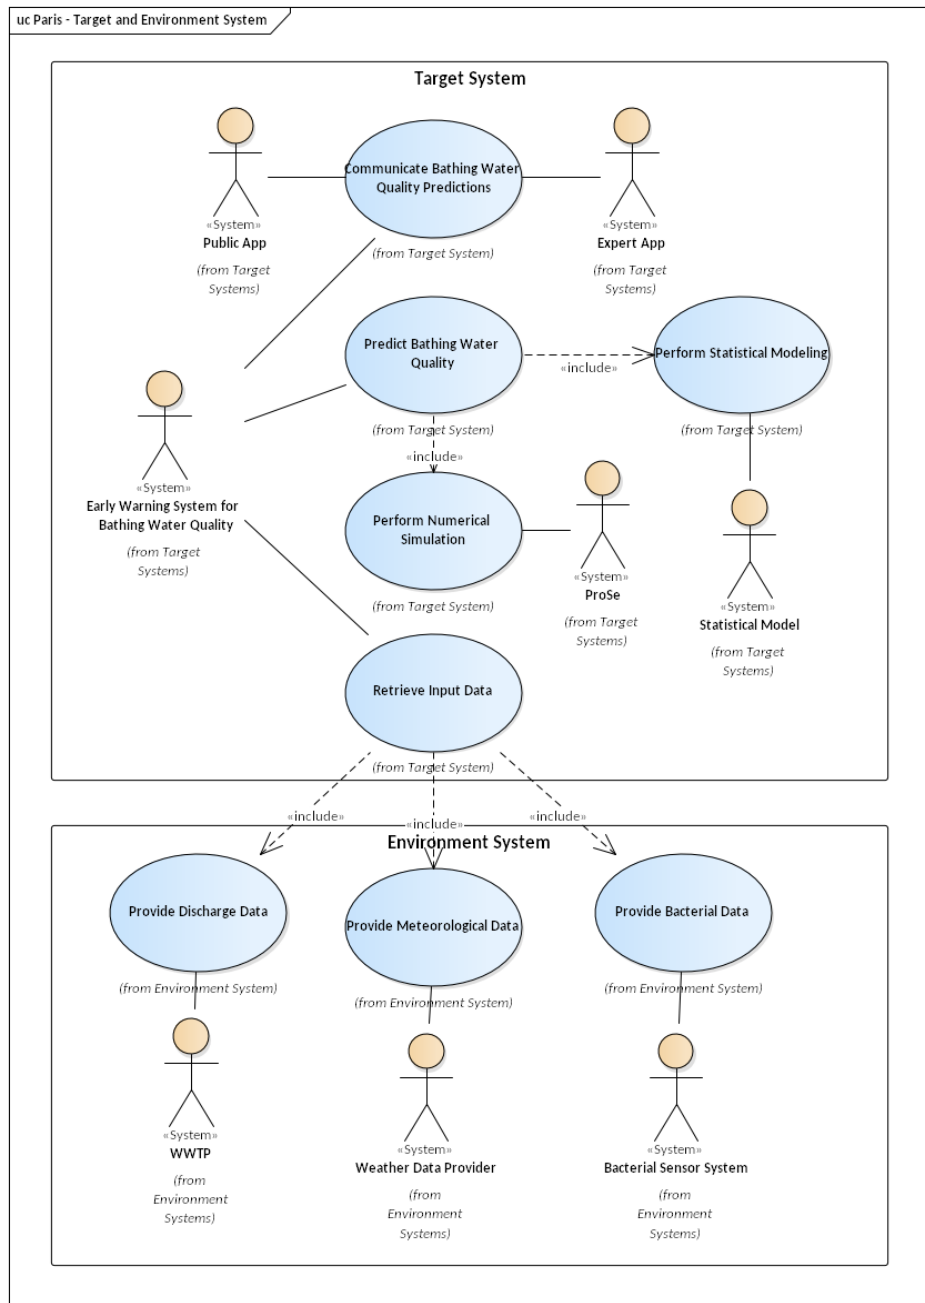 uc Paris - Target and Environment System
Target System
«System»
Public App
(from Target
Systems)
Communicate Bathing Water
Quality Predictions
(from Target System)
«System»
Expert App
(from Target
Systems)
Predict Bathing Water
Quality
(from Target System)
«include»
Perform Statistical Modeling
(from Target System)
«include»
«System»
Early Warning System for
Bathing Water Quality
(from Target
Systems)
Perform Numerical
Simulation
(from Target System)
«System»
ProSe
(from Target
Systems)
«System»
Statistical Model
(from Target
Systems)
Retrieve Input Data
(from Target System)
«include»
«include»
«include»
Environment System
Provide Discharge Data
(from Environment System)
Provide Meteorological Data
(from Environment System)
Provide Bacterial Data
(from Environment System)
«System»
WWTP
(from
Environment
Systems)
«System»
Weather Data Provider
(from
Environment
Systems)
«System»
Bacterial Sensor System
(from
Environment
Systems)